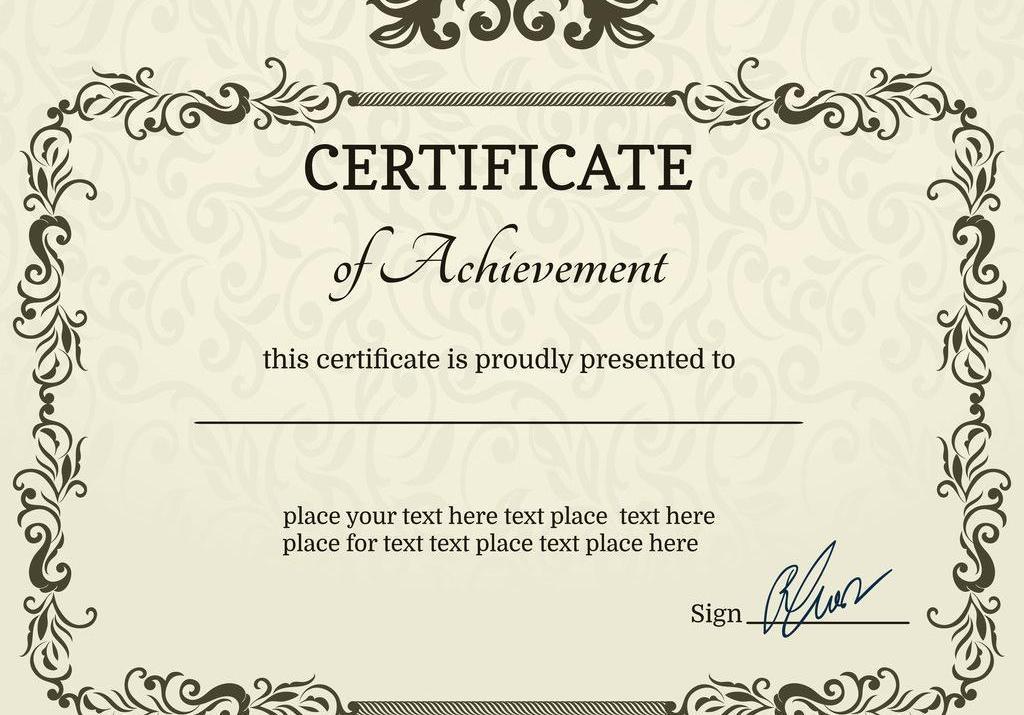 CERTIFICATE
of Achievement
this certificate is proudly presented to
place your text here text place  text here
place for text text place text place here
Sign